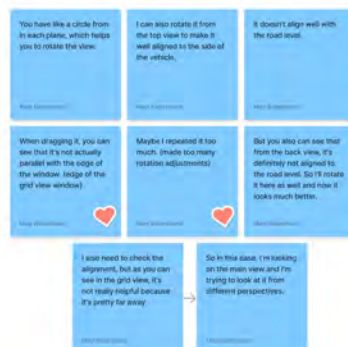 You have like a circle from
in each plane, which helps
you to rotate the view.
I can also rotate it from
the top view to make it
well aligned to the side of
the vehicle.
It doesn't align well with
the road level.
When dragging it, you can
see that it's not actually
parallel with the edge of
the window. (edge of the
grid view window)
Maybe I repeated it too
much. (made too many
rotation adjustments)
But you also can see that
from the back view, it's
definitely not aligned to
the road level. So I'll rotate
it here as well and now it
looks much better.
I also need to check the
alignment, but as you can
see in the grid view, it's
not really helpful because
it's pretty far away
So in this case, I'm looking
on the main view and I'm
trying to look at it from
different perspectives.